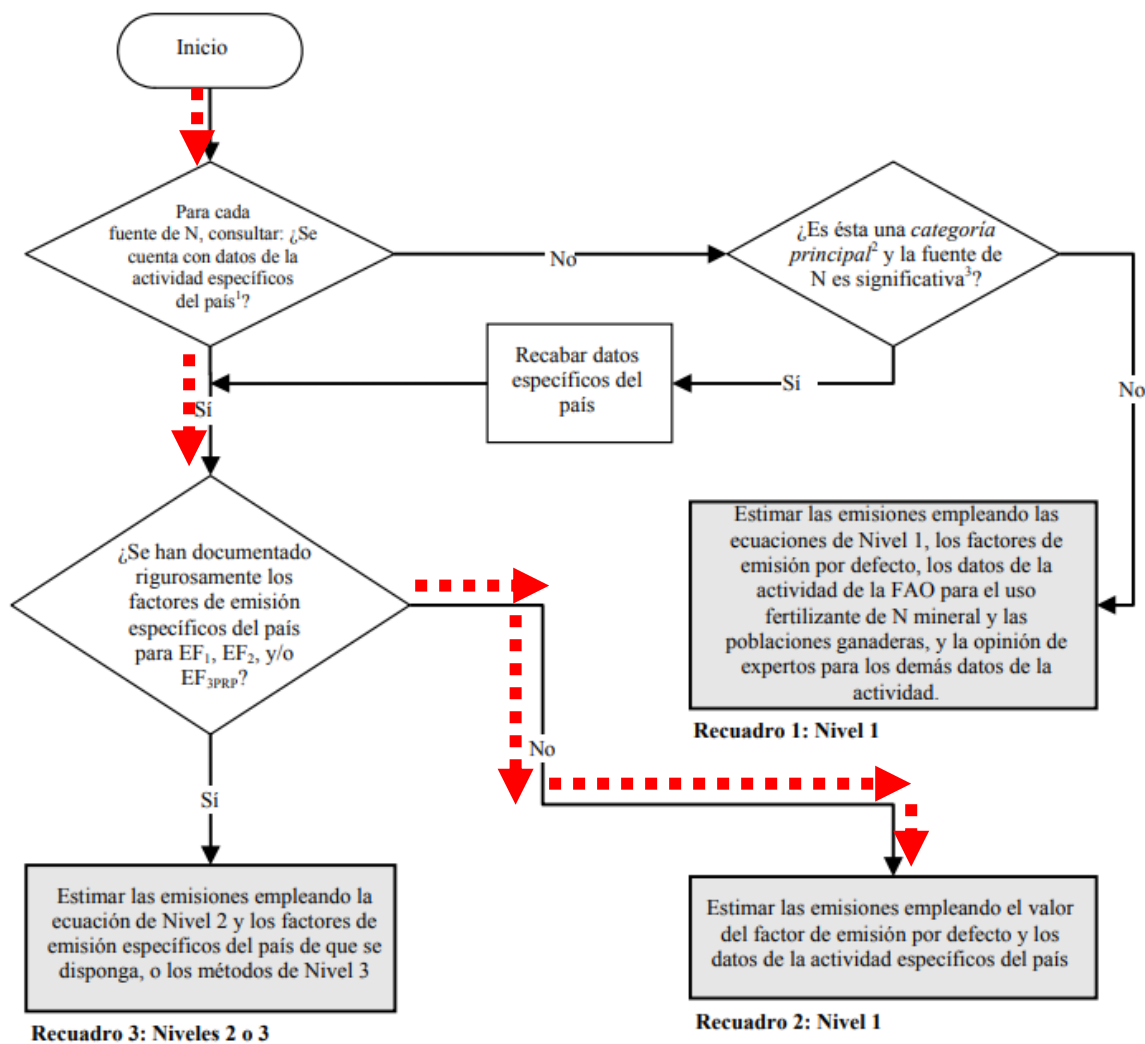 Inicio
Para cada
fuente de N, consultar: ¿Se
cuenta con datos de la
actividad específicos
del país¹?
No
¿Es ésta una categoría
principal² y la fuente de
N es significativa³?
Recabar datos
específicos del
país
Sí
No
Sí
¿Se han documentado
rigurosamente los
factores de emisión
específicos del país
para EF₁, EF₂, y/o
EF₃PRP?
Estimar las emisiones empleando las
ecuaciones de Nivel 1, los factores de
emisión por defecto, los datos de la
actividad de la FAO para el uso
fertilizante de N mineral y las
poblaciones ganaderas, y la opinión de
expertos para los demás datos de la
actividad.
Recuadro 1: Nivel 1
No
Sí
Estimar las emisiones empleando la
ecuación de Nivel 2 y los factores de
emisión específicos del país de que se
disponga, o los métodos de Nivel 3
Recuadro 3: Niveles 2 o 3
Estimar las emisiones empleando el valor
del factor de emisión por defecto y los
datos de la actividad específicos del país
Recuadro 2: Nivel 1